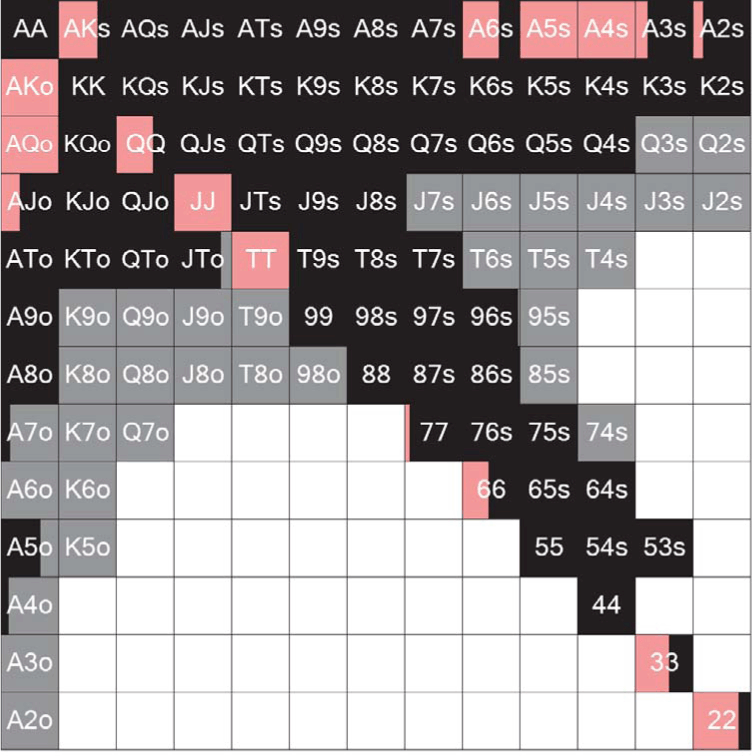 AA AKs AQs AJs ATs A9s A8s A7s A6s A5s A4s A3s A2s
AKo KK KQs KJs KTs K9s K8s K7s K6s K5s K4s K3s K2s
AQo KQo QQ QJs QTs Q9s Q8s Q7s Q6s Q5s Q4s Q3s Q2s
AJo KJo QJo JJ JTs J9s J8s J7s J6s J5s J4s J3s J2s
ATo KTo QTo JTo TT T9s T8s T7s T6s T5s T4s
A9o K9o Q9o J9o T9o 99 98s 97s 96s 95s
A8o K8o Q8o J8o T8o 98o 88 87s 86s 85s
A7o K7o Q7o 77 76s 75s 74s
A6o K6o 66 65s 64s
A5o K5o 55 54s 53s
A4o 44
A3o 33
A2o 22